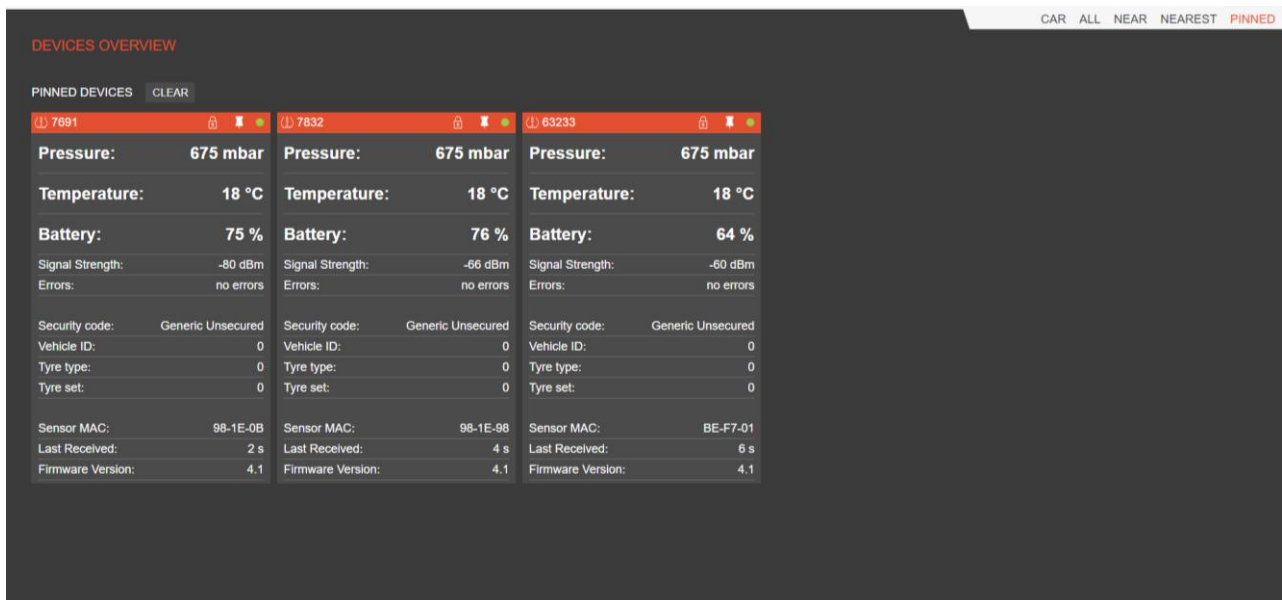 CAR ALL NEAR NEAREST PINNED
DEVICES OVERVIEW
PINNED DEVICES CLEAR
7691
Pressure: 675 mbar
Temperature: 18 °C
Battery: 75 %
Signal Strength: -80 dBm
Errors: no errors
Security code: Generic Unsecured
Vehicle ID: 0
Tyre type: 0
Tyre set: 0
Sensor MAC: 98-1E-0B
Last Received: 2 s
Firmware Version: 4.1
7832
Pressure: 675 mbar
Temperature: 18 °C
Battery: 76 %
Signal Strength: -66 dBm
Errors: no errors
Security code: Generic Unsecured
Vehicle ID: 0
Tyre type: 0
Tyre set: 0
Sensor MAC: 98-1E-98
Last Received: 4 s
Firmware Version: 4.1
63233
Pressure: 675 mbar
Temperature: 18 °C
Battery: 64 %
Signal Strength: -60 dBm
Errors: no errors
Security code: Generic Unsecured
Vehicle ID: 0
Tyre type: 0
Tyre set: 0
Sensor MAC: BE-F7-01
Last Received: 6 s
Firmware Version: 4.1